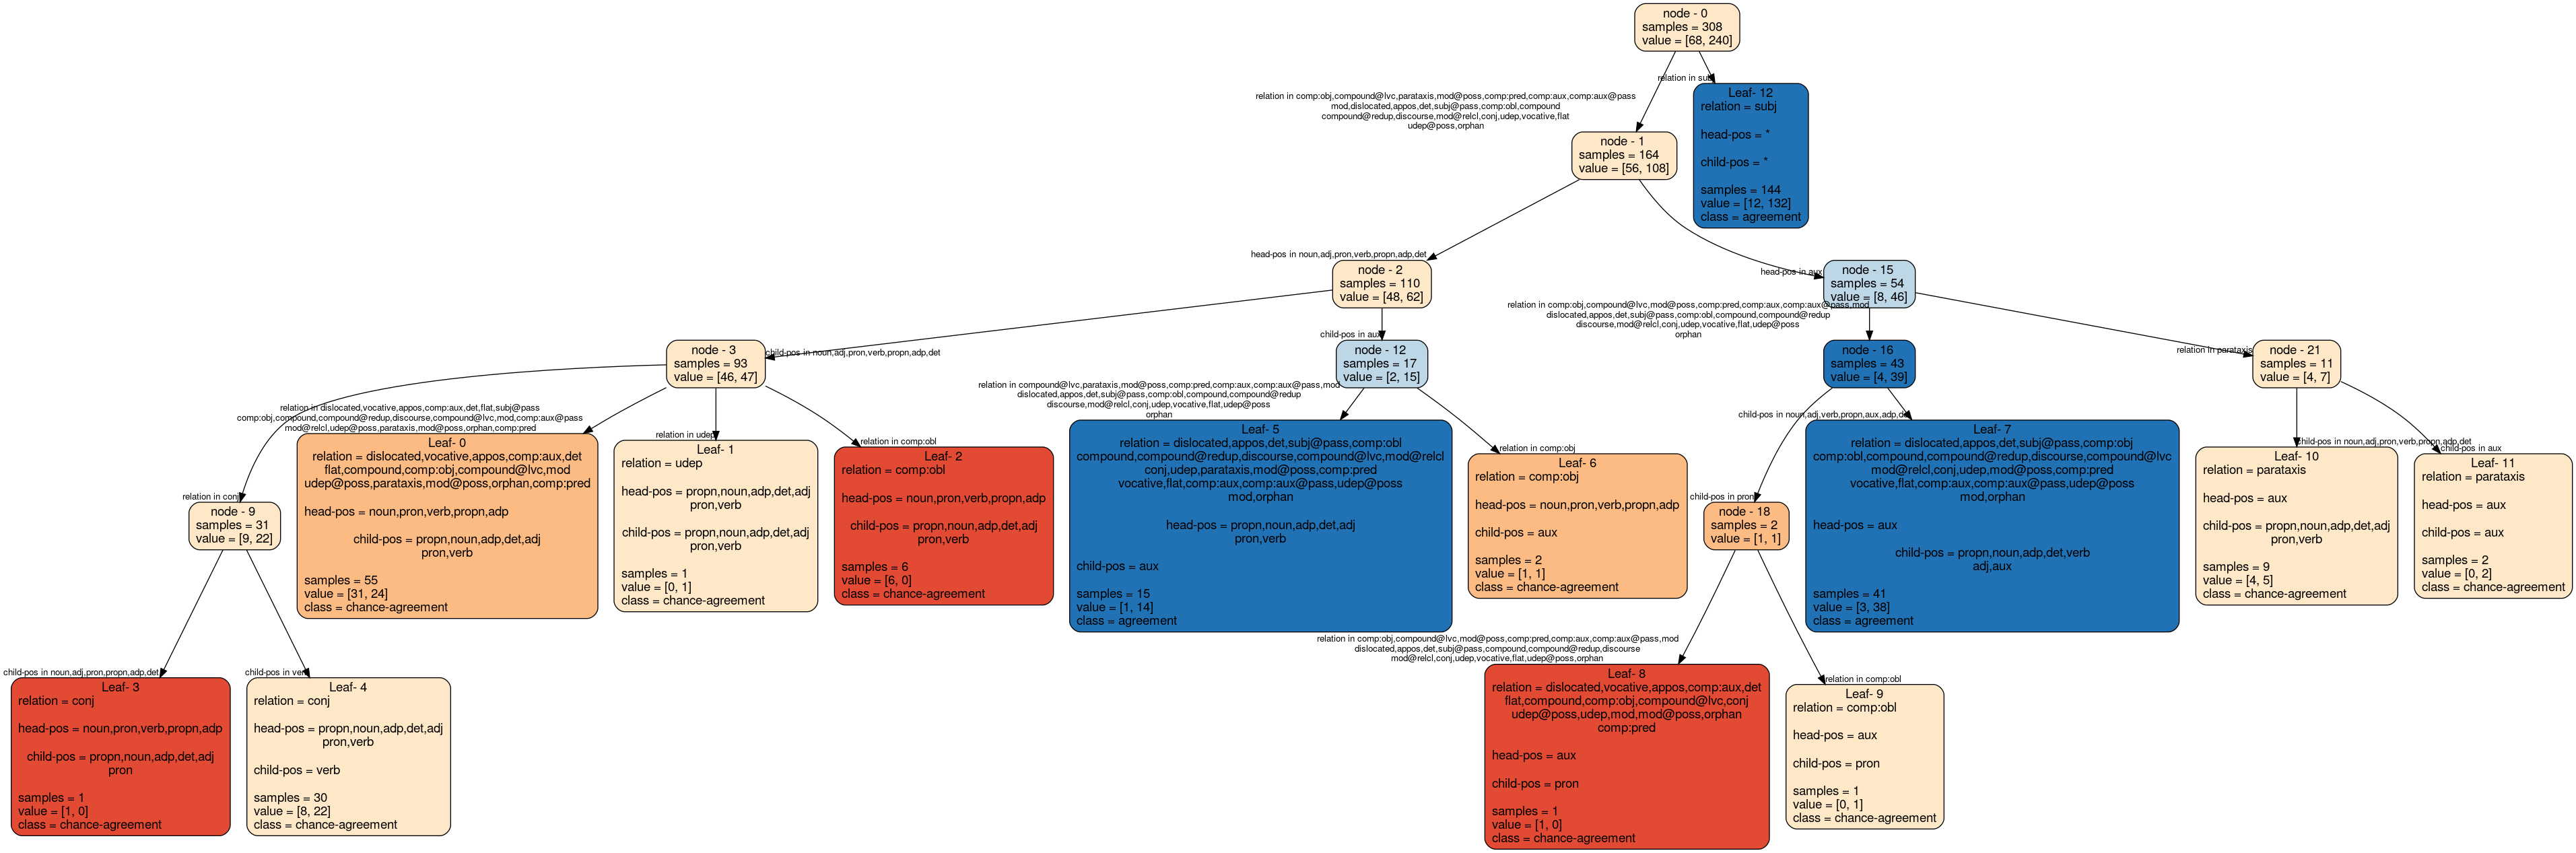 node - 0
samples = 308
value = [68, 240]
relation in subj
Leaf- 12
relation = subj
head-pos = *
child-pos = *
samples = 144
value = [12, 132]
class = agreement
relation in comp:obj,compound@lvc,parataxis,mod@poss,comp:pred,comp:aux,comp:aux@pass
mod,dislocated,appos,det,subj@pass,comp:obl,compound
compound@redup,discourse,mod@relcl,conj,udep,vocative,flat
udep@poss,orphan
node - 1
samples = 164
value = [56, 108]
head-pos in noun,adj,pron,verb,propn,adp,det
node - 2
samples = 110
value = [48, 62]
head-pos in aux
node - 15
samples = 54
value = [8, 46]
child-pos in noun,adj,pron,verb,propn,adp,det
node - 3
samples = 93
value = [46, 47]
child-pos in aux
node - 12
samples = 17
value = [2, 15]
relation in comp:obj,compound@lvc,mod@poss,comp:pred,comp:aux,comp:aux@pass,mod
dislocated,appos,det,subj@pass,comp:obl,compound,compound@redup
discourse,mod@relcl,conj,udep,vocative,flat,udep@poss
orphan
node - 16
samples = 43
value = [4, 39]
relation in parataxis
node - 21
samples = 11
value = [4, 7]
relation in conj
node - 9
samples = 31
value = [9, 22]
relation in dislocated,vocative,appos,comp:aux,det,flat,subj@pass
comp:obj,compound,compound@redup,discourse,compound@lvc,mod,comp:aux@pass
mod@relcl,udep@poss,parataxis,mod@poss,orphan,comp:pred
Leaf- 0
relation = dislocated,vocative,appos,comp:aux,det
flat,compound,comp:obj,compound@lvc,mod
udep@poss,parataxis,mod@poss,orphan,comp:pred
head-pos = noun,pron,verb,propn,adp
child-pos = propn,noun,adp,det,adj
pron,verb
samples = 55
value = [31, 24]
class = chance-agreement
relation in udep
Leaf- 1
relation = udep
head-pos = propn,noun,adp,det,adj
pron,verb
child-pos = propn,noun,adp,det,adj
pron,verb
samples = 1
value = [0, 1]
class = chance-agreement
relation in comp:obl
Leaf- 2
relation = comp:obl
head-pos = noun,pron,verb,propn,adp
child-pos = propn,noun,adp,det,adj
pron,verb
samples = 6
value = [6, 0]
class = chance-agreement
relation in compound@lvc,parataxis,mod@poss,comp:pred,comp:aux,comp:aux@pass,mod
dislocated,appos,det,subj@pass,comp:obl,compound,compound@redup
discourse,mod@relcl,conj,udep,vocative,flat,udep@poss
orphan
Leaf- 5
relation = dislocated,appos,det,subj@pass,comp:obl
compound,compound@redup,discourse,compound@lvc,mod@relcl
conj,udep,parataxis,mod@poss,comp:pred
vocative,flat,comp:aux,comp:aux@pass,udep@poss
mod,orphan
head-pos = propn,noun,adp,det,adj
pron,verb
child-pos = aux
samples = 15
value = [1, 14]
class = agreement
relation in comp:obj
Leaf- 6
relation = comp:obj
head-pos = noun,pron,verb,propn,adp
child-pos = aux
samples = 2
value = [1, 1]
class = chance-agreement
child-pos in pron
node - 18
samples = 2
value = [1, 1]
child-pos in noun,adj,verb,propn,aux,adp,det
Leaf- 7
relation = dislocated,appos,det,subj@pass,comp:obj
comp:obl,compound,compound@redup,discourse,compound@lvc
mod@relcl,conj,udep,mod@poss,comp:pred
vocative,flat,comp:aux,comp:aux@pass,udep@poss
mod,orphan
head-pos = aux
child-pos = propn,noun,adp,det,verb
adj,aux
samples = 41
value = [3, 38]
class = agreement
child-pos in noun,adj,pron,verb,propn,adp,det
Leaf- 10
relation = parataxis
head-pos = aux
child-pos = propn,noun,adp,det,adj
pron,verb
samples = 9
value = [4, 5]
class = chance-agreement
child-pos in aux
Leaf- 11
relation = parataxis
head-pos = aux
child-pos = aux
samples = 2
value = [0, 2]
class = chance-agreement
child-pos in noun,adj,pron,propn,adp,det
Leaf- 3
relation = conj
head-pos = noun,pron,verb,propn,adp
child-pos = propn,noun,adp,det,adj
pron
samples = 1
value = [1, 0]
class = chance-agreement
child-pos in verb
Leaf- 4
relation = conj
head-pos = propn,noun,adp,det,adj
pron,verb
child-pos = verb
samples = 30
value = [8, 22]
class = chance-agreement
relation in comp:obj,compound@lvc,mod@poss,comp:pred,comp:aux,comp:aux@pass,mod
dislocated,appos,det,subj@pass,compound,compound@redup,discourse
mod@relcl,conj,udep,vocative,flat,udep@poss,orphan
Leaf- 8
relation = dislocated,vocative,appos,comp:aux,det
flat,compound,comp:obj,compound@lvc,conj
udep@poss,udep,mod,mod@poss,orphan
comp:pred
head-pos = aux
child-pos = pron
samples = 1
value = [1, 0]
class = chance-agreement
relation in comp:obl
Leaf- 9
relation = comp:obl
head-pos = aux
child-pos = pron
samples = 1
value = [0, 1]
class = chance-agreement